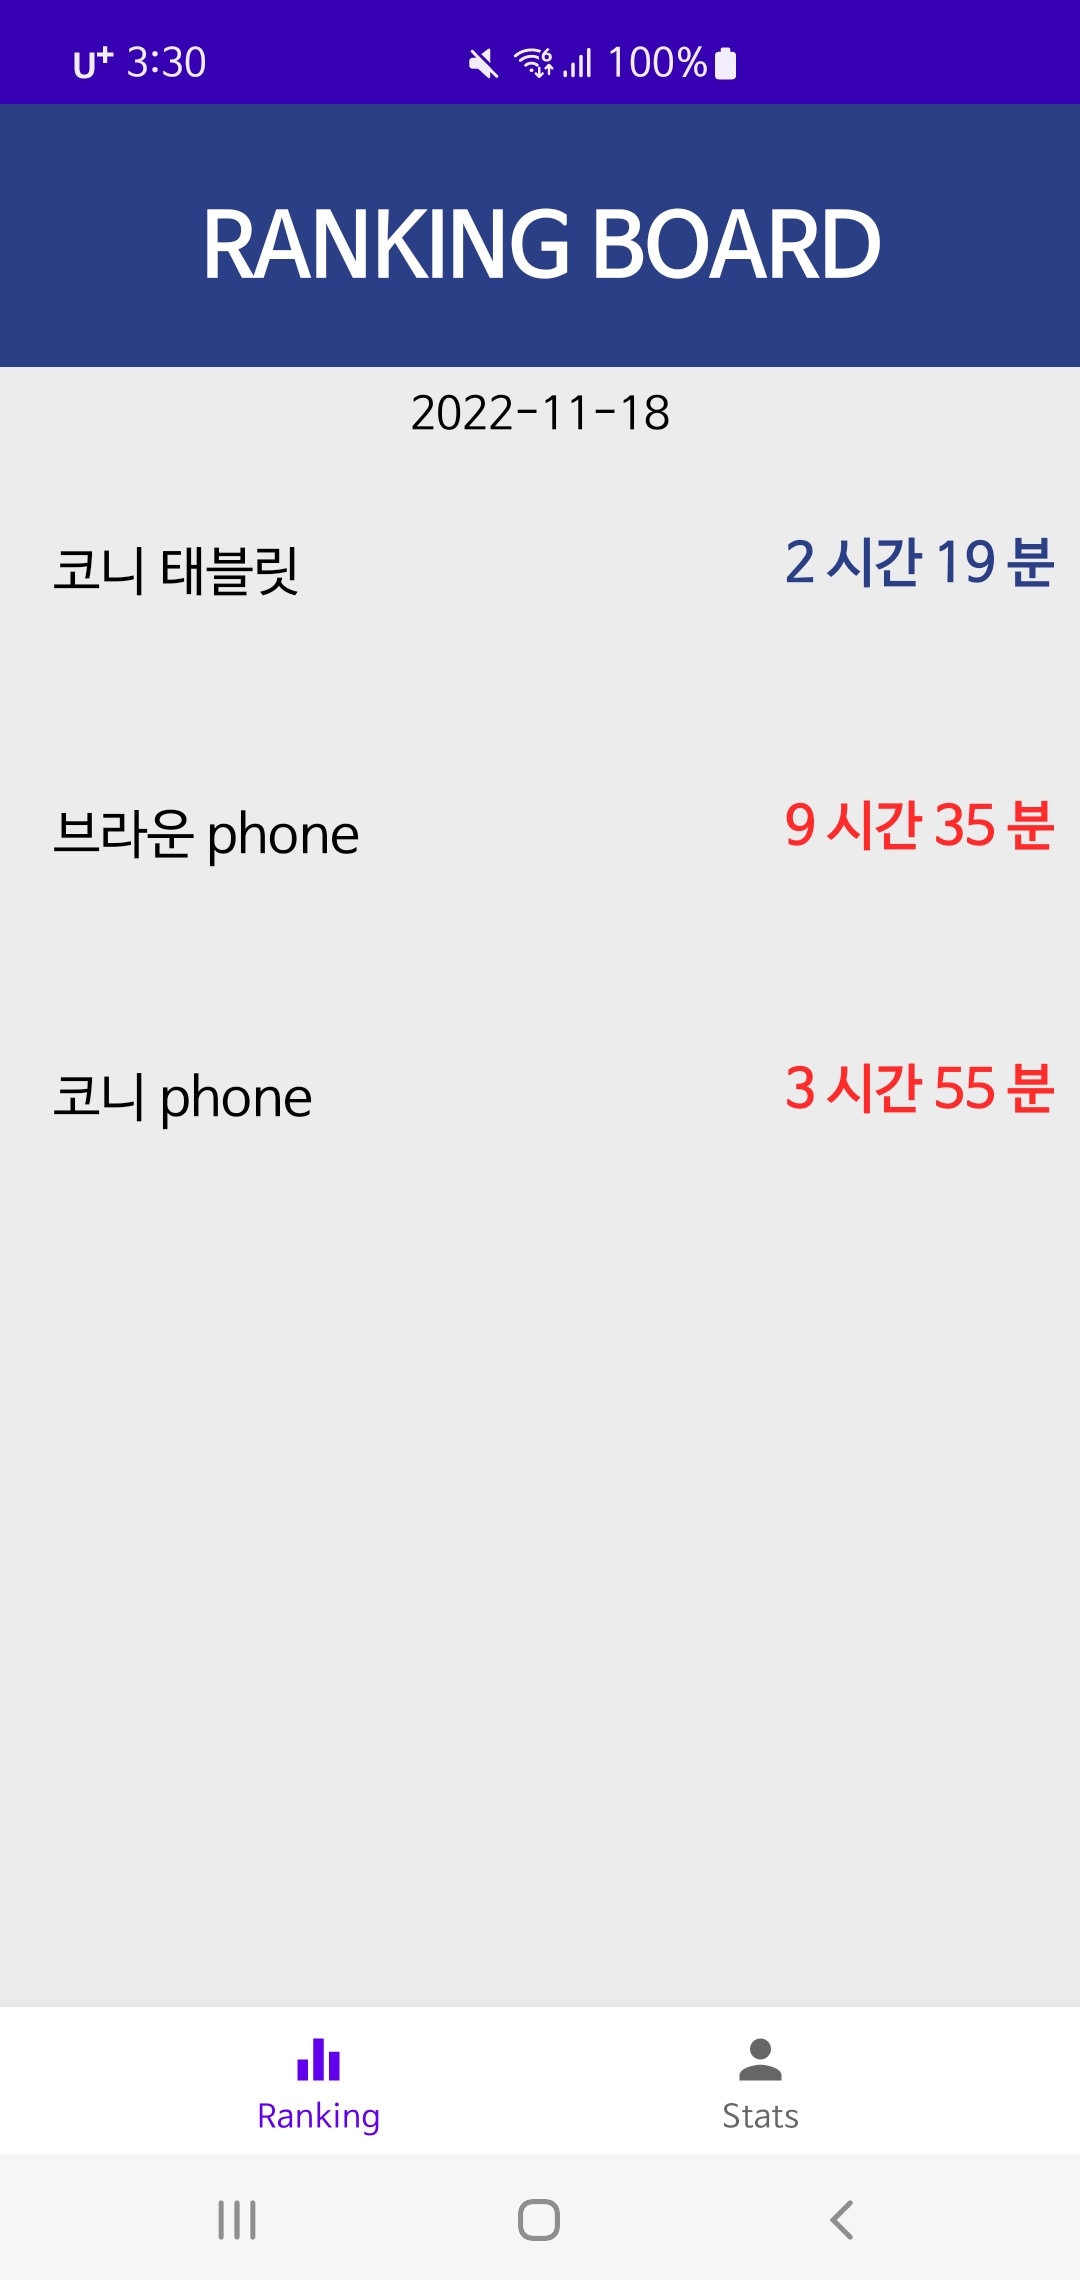 U+ 3:30 6 100%
RANKING BOARD
2022-11-18
코니 태블릿 2 시간 19 분
브라운 phone 9 시간 35 분
코니 phone 3 시간 55 분
Ranking Stats